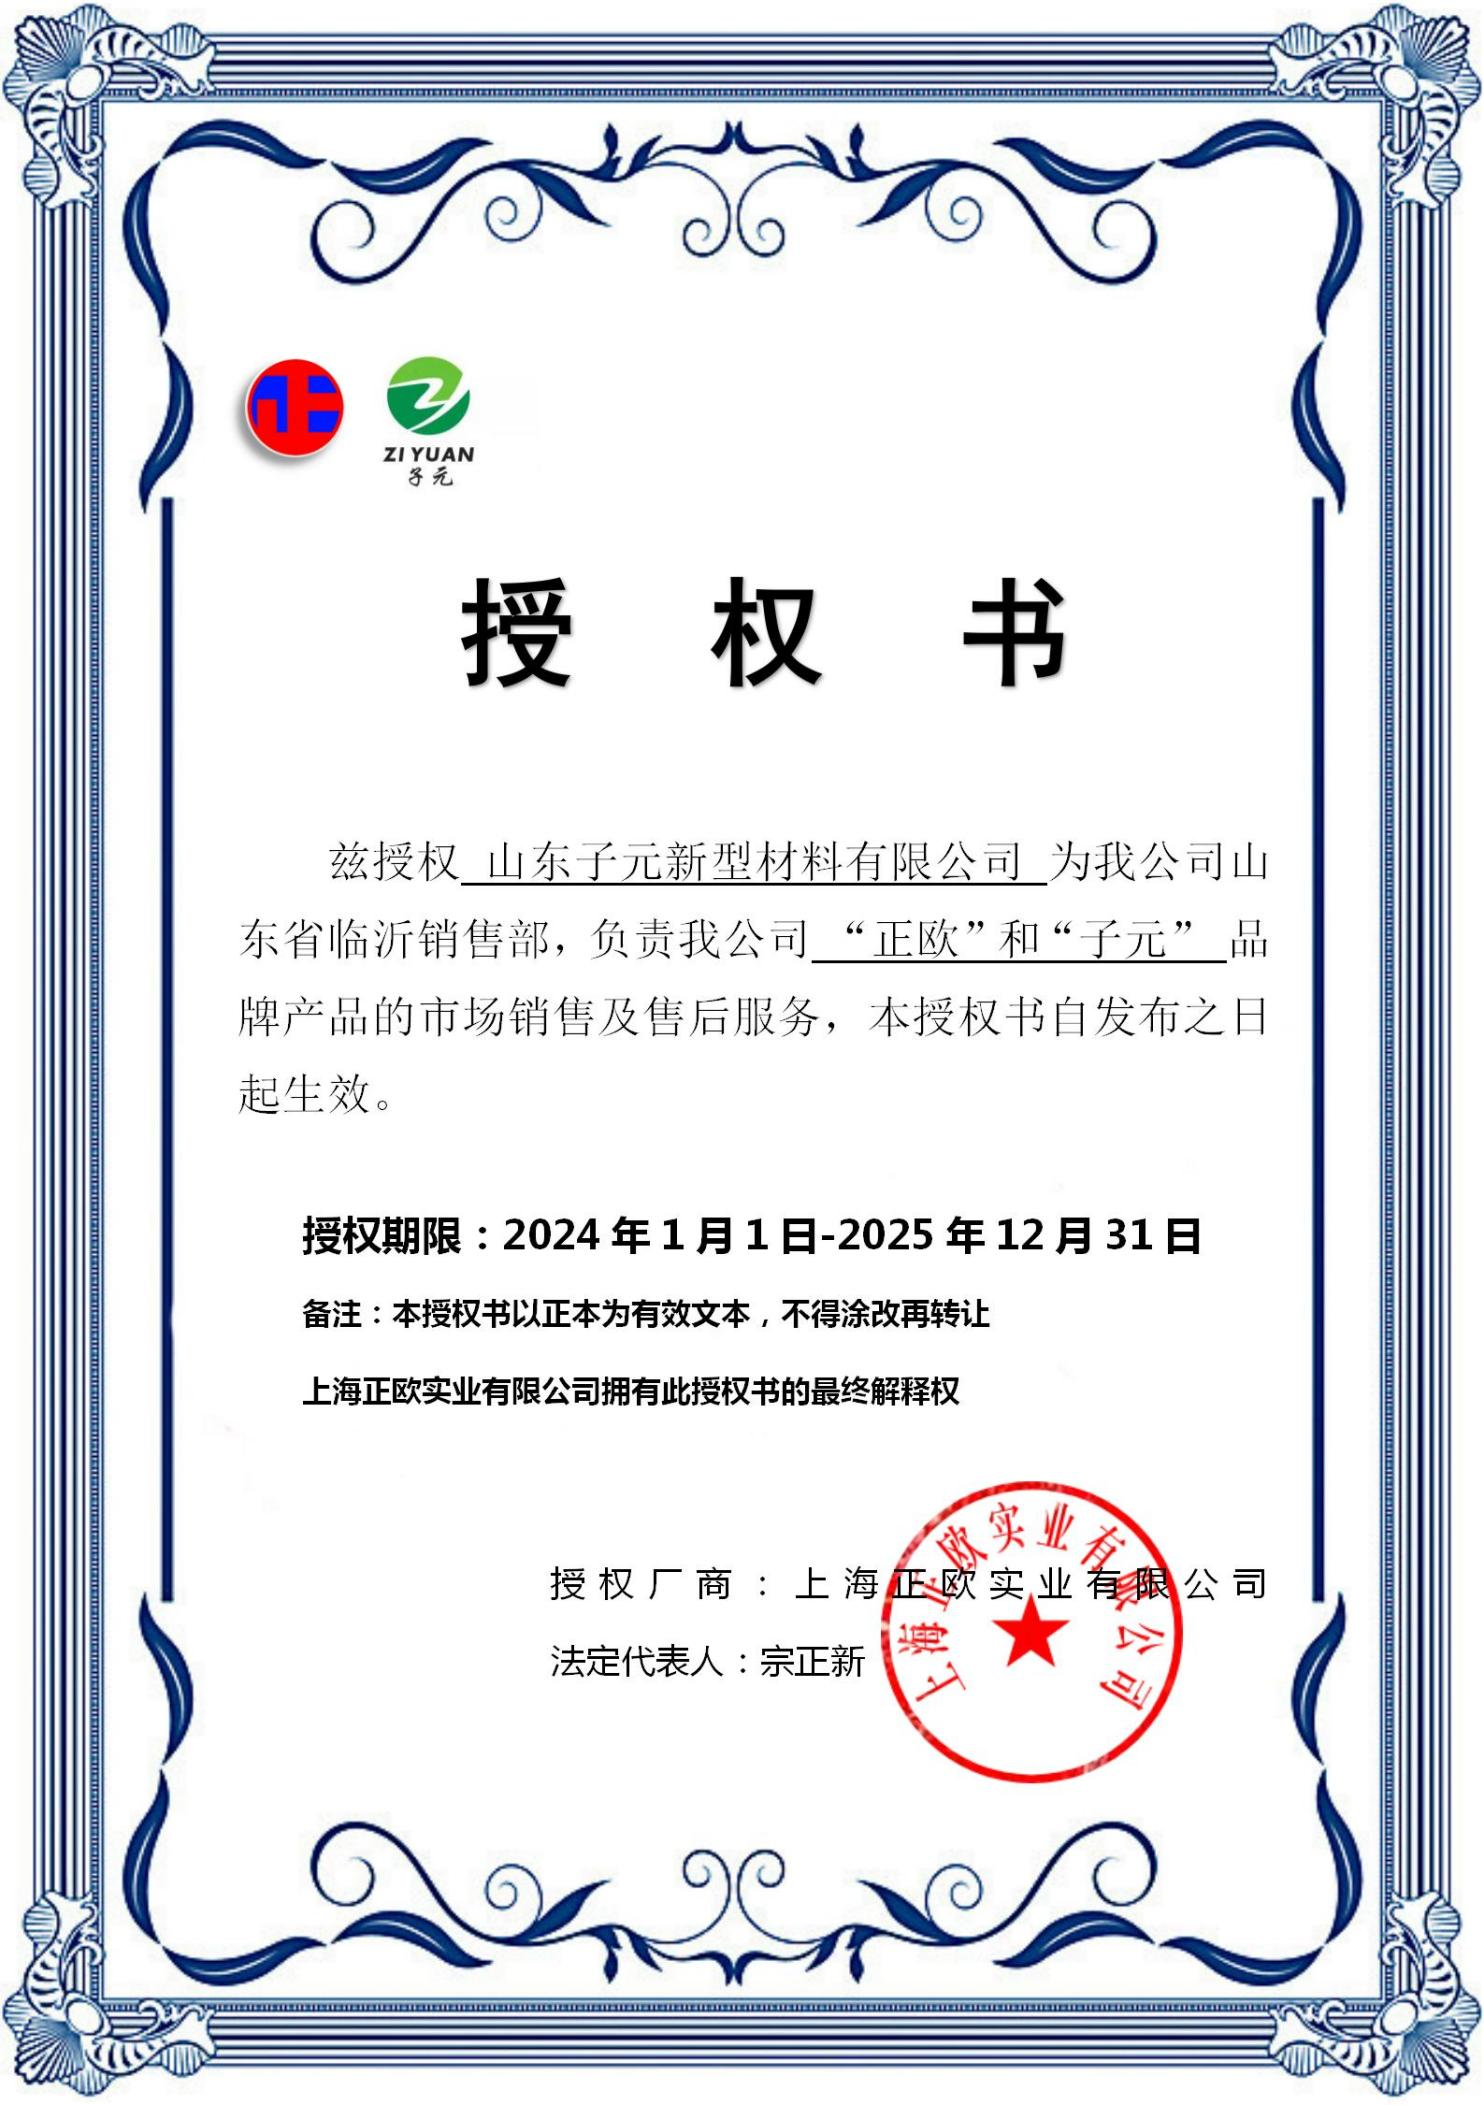 ZI YUAN
子元
授 权 书
兹授权 山东子元新型材料有限公司 为我公司山
东省临沂销售部，负责我公司 “正欧”和“子元” 品
牌产品的市场销售及售后服务，本授权书自发布之日
起生效。
授权期限：2024 年 1 月 1 日-2025 年 12 月 31 日
备注：本授权书以正本为有效文本，不得涂改再转让
上海正欧实业有限公司拥有此授权书的最终解释权
授权厂商：上海正欧实业有限公司
法定代表人：宗正新
上海正欧实业有限公司